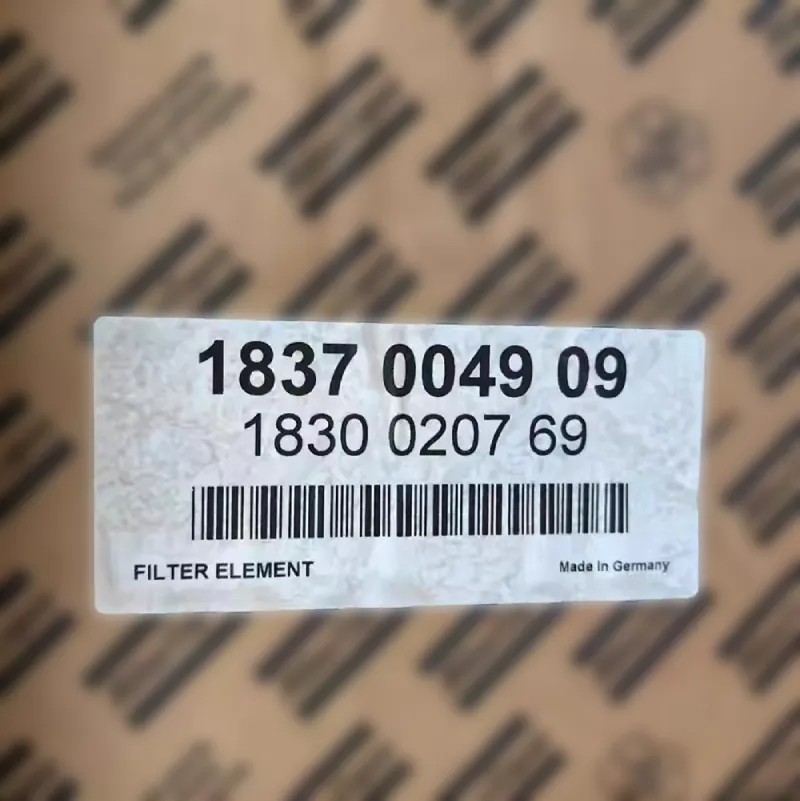 1837 0049 09
1830 0207 69
FILTER ELEMENT
Made In Germany